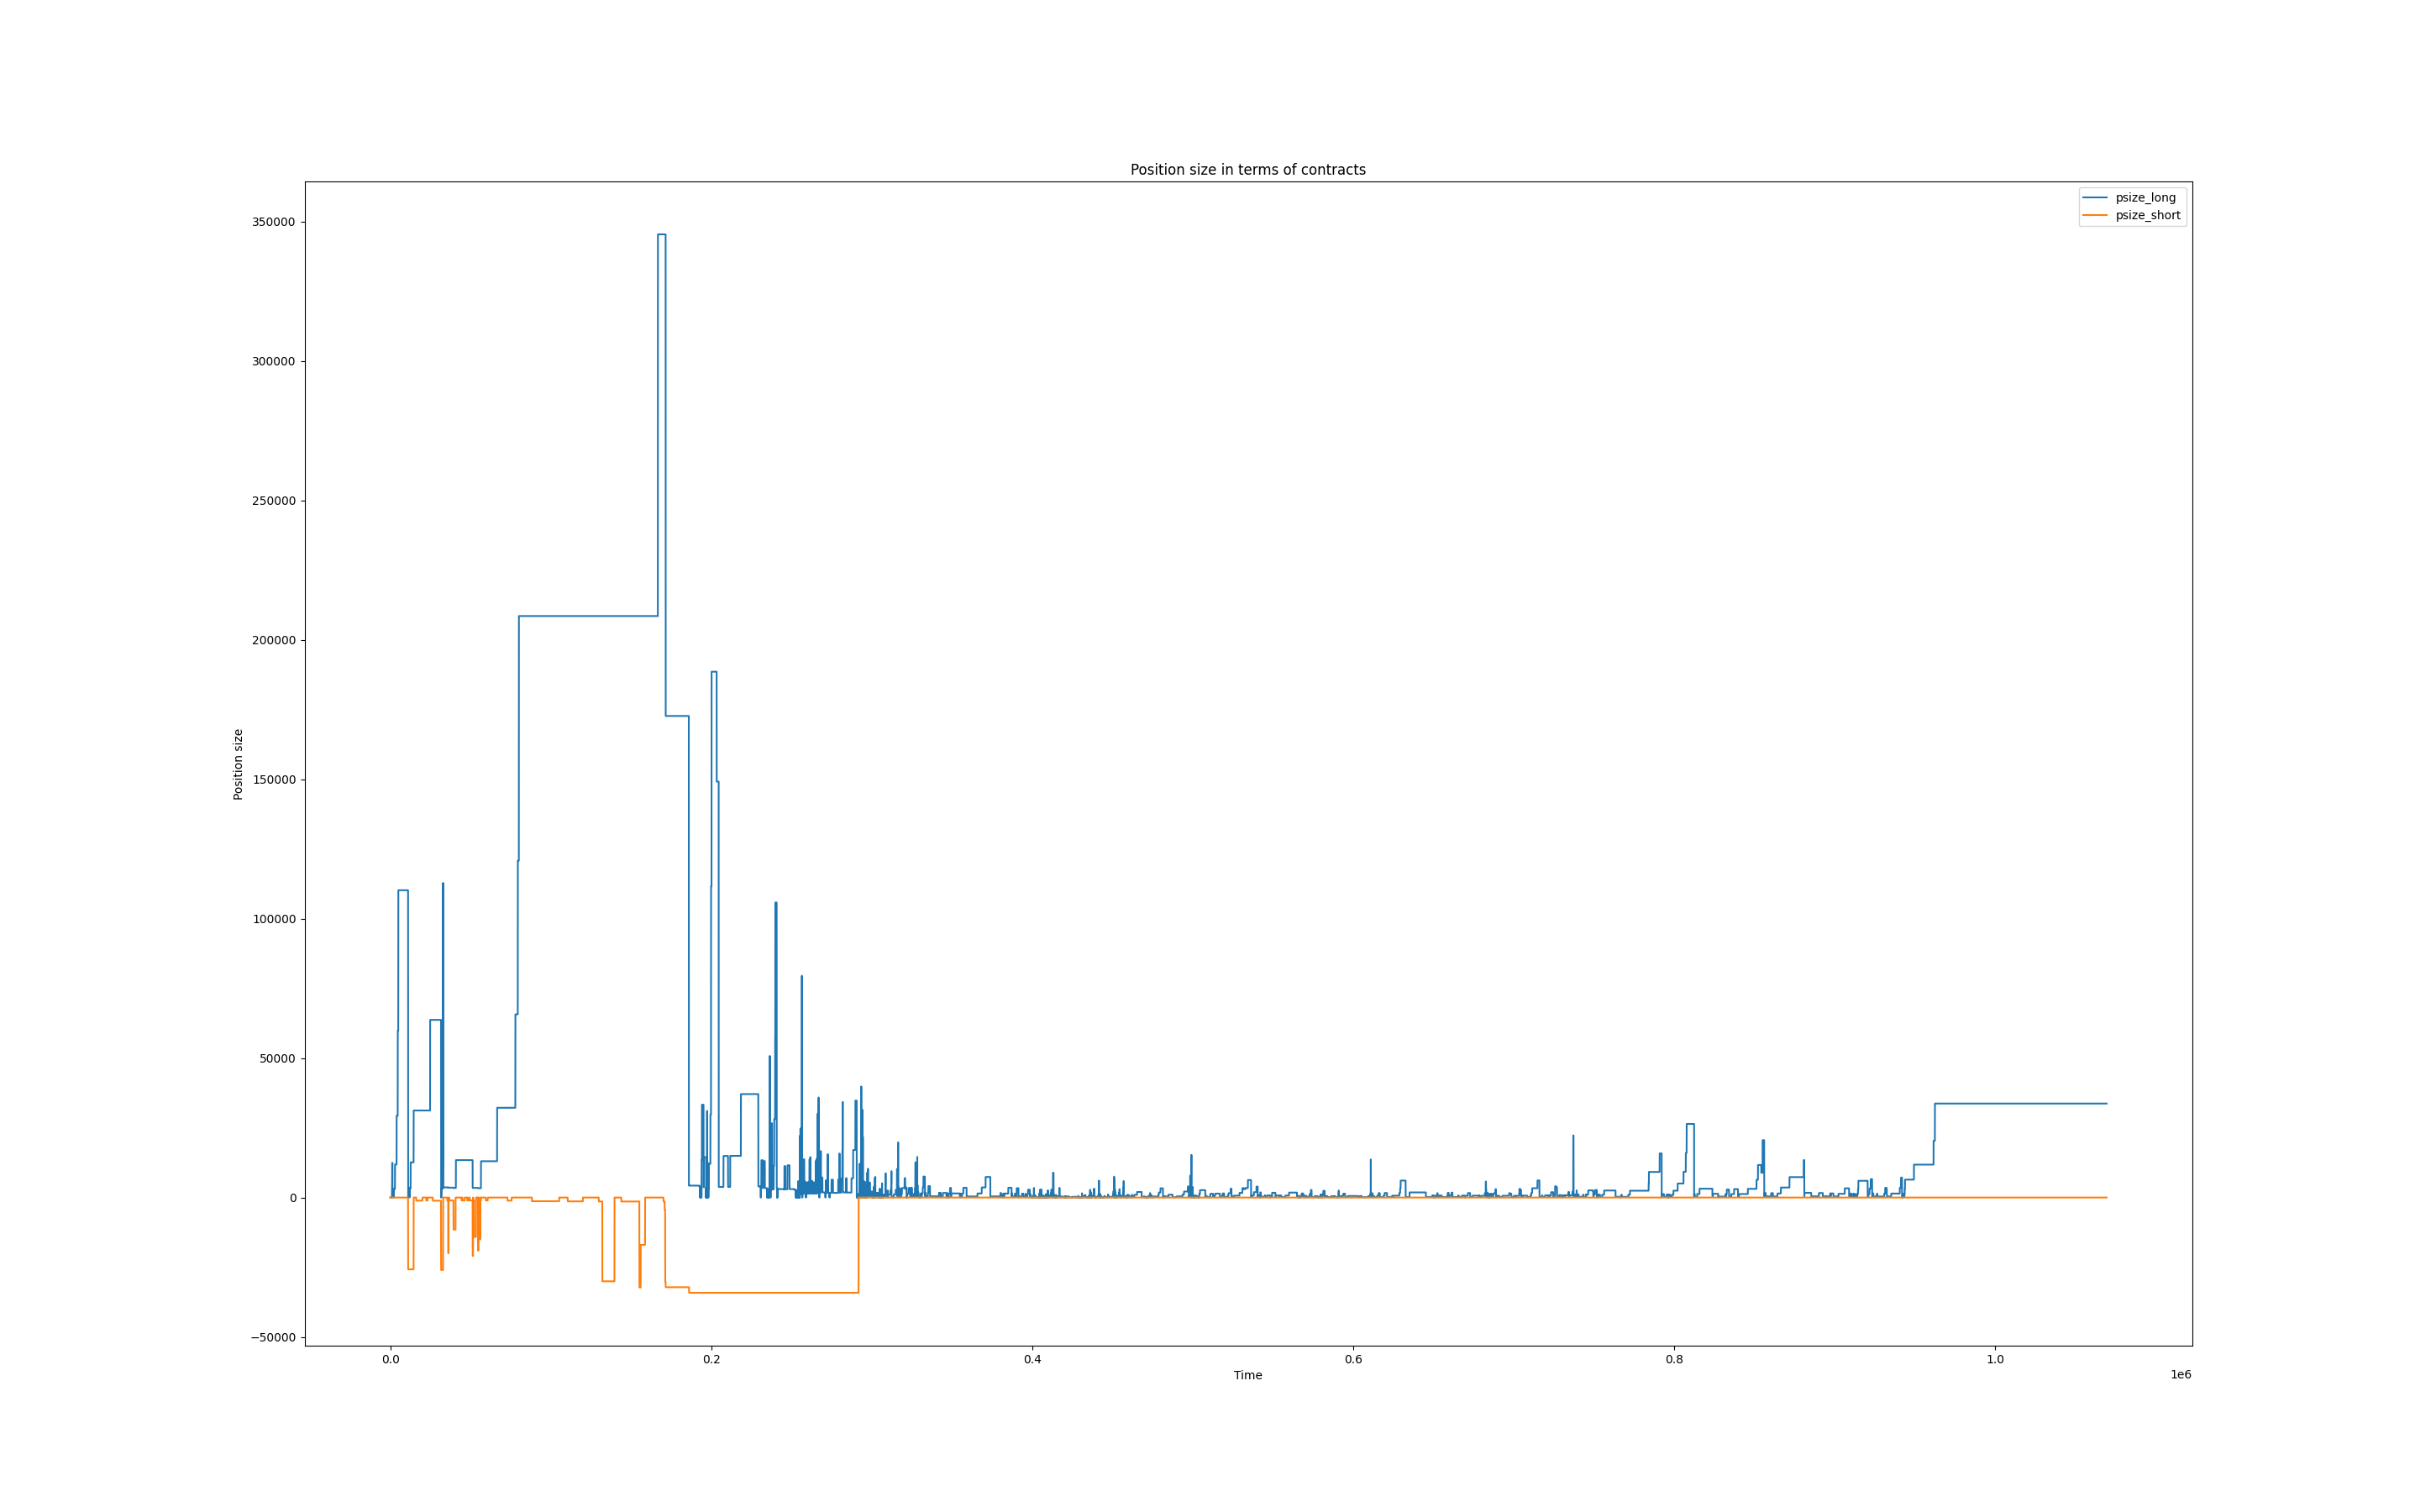 Position size in terms of contracts
psize_long
psize_short
350000
300000
250000
200000
150000
100000
50000
0
−50000
Position size
0.0
0.2
0.4
0.6
0.8
1.0
1e6
Time